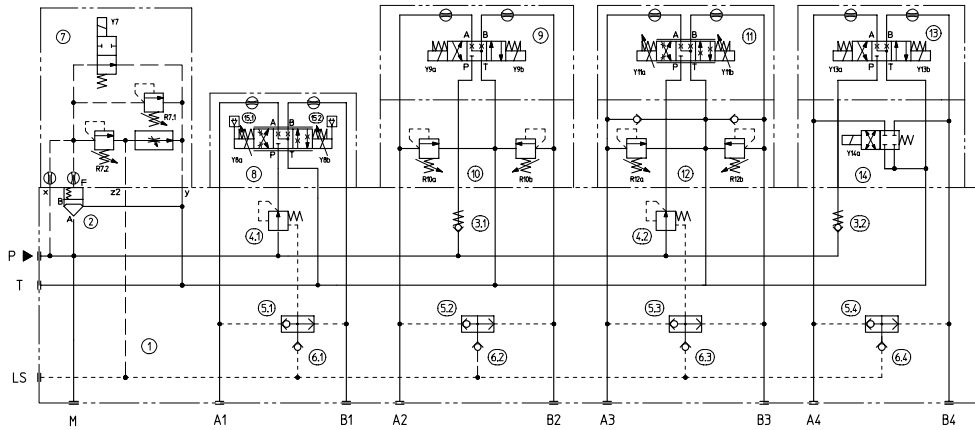 7 Y7 R7.1 R7.2 x F z2 y B A 2
A B 15.1 15.2 Y8a Y8b P T 8 4.1
A B 9 Y9a Y9b P T R10a 10 R10b 3.1
A B 11 Y11a Y11b P T R12a 12 R12b 4.2
A B 13 Y13a Y13b P T Y14a 14 3.2
P
T
5.1 5.2 5.3 5.4
1 6.1 6.2 6.3 6.4
LS
M A1 B1 A2 B2 A3 B3 A4 B4